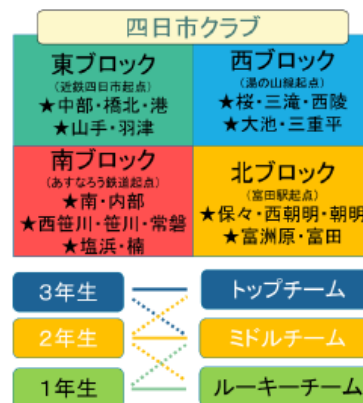 四日市クラブ
東ブロック
(近鉄四日市起点)
★中部・橋北・港
★山手・羽津
西ブロック
(湯の山線起点)
★桜・三滝・西陵
★大池・三重平
南ブロック
(あすなろう鉄道起点)
★南・内部
★西笹川・笹川・常磐
★塩浜・楠
北ブロック
(富田駅起点)
★保々・西朝明・朝明
★富洲原・富田
3年生
トップチーム
2年生
ミドルチーム
1年生
ルーキーチーム